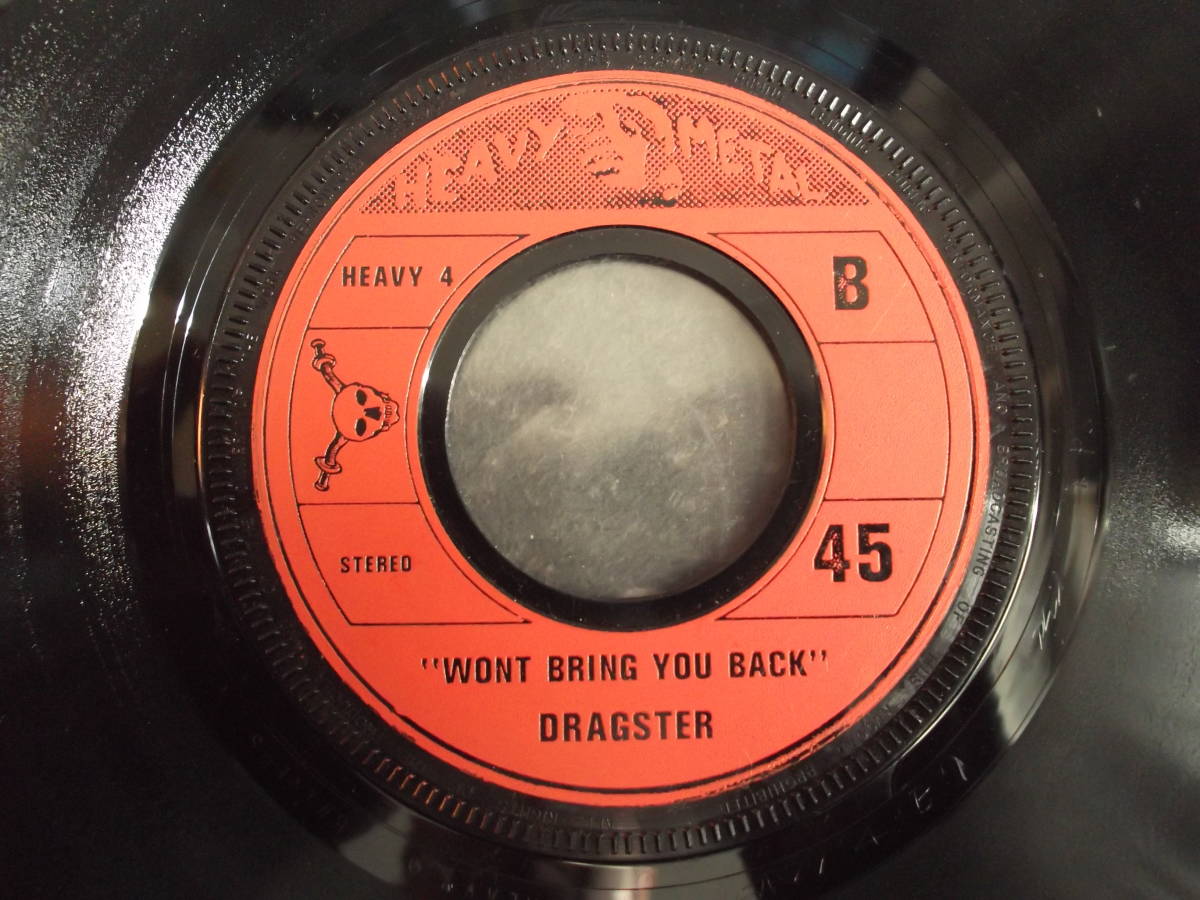 HEAVY METAL
HEAVY 4
B
STEREO
45
"WONT BRING YOU BACK"
DRAGSTER